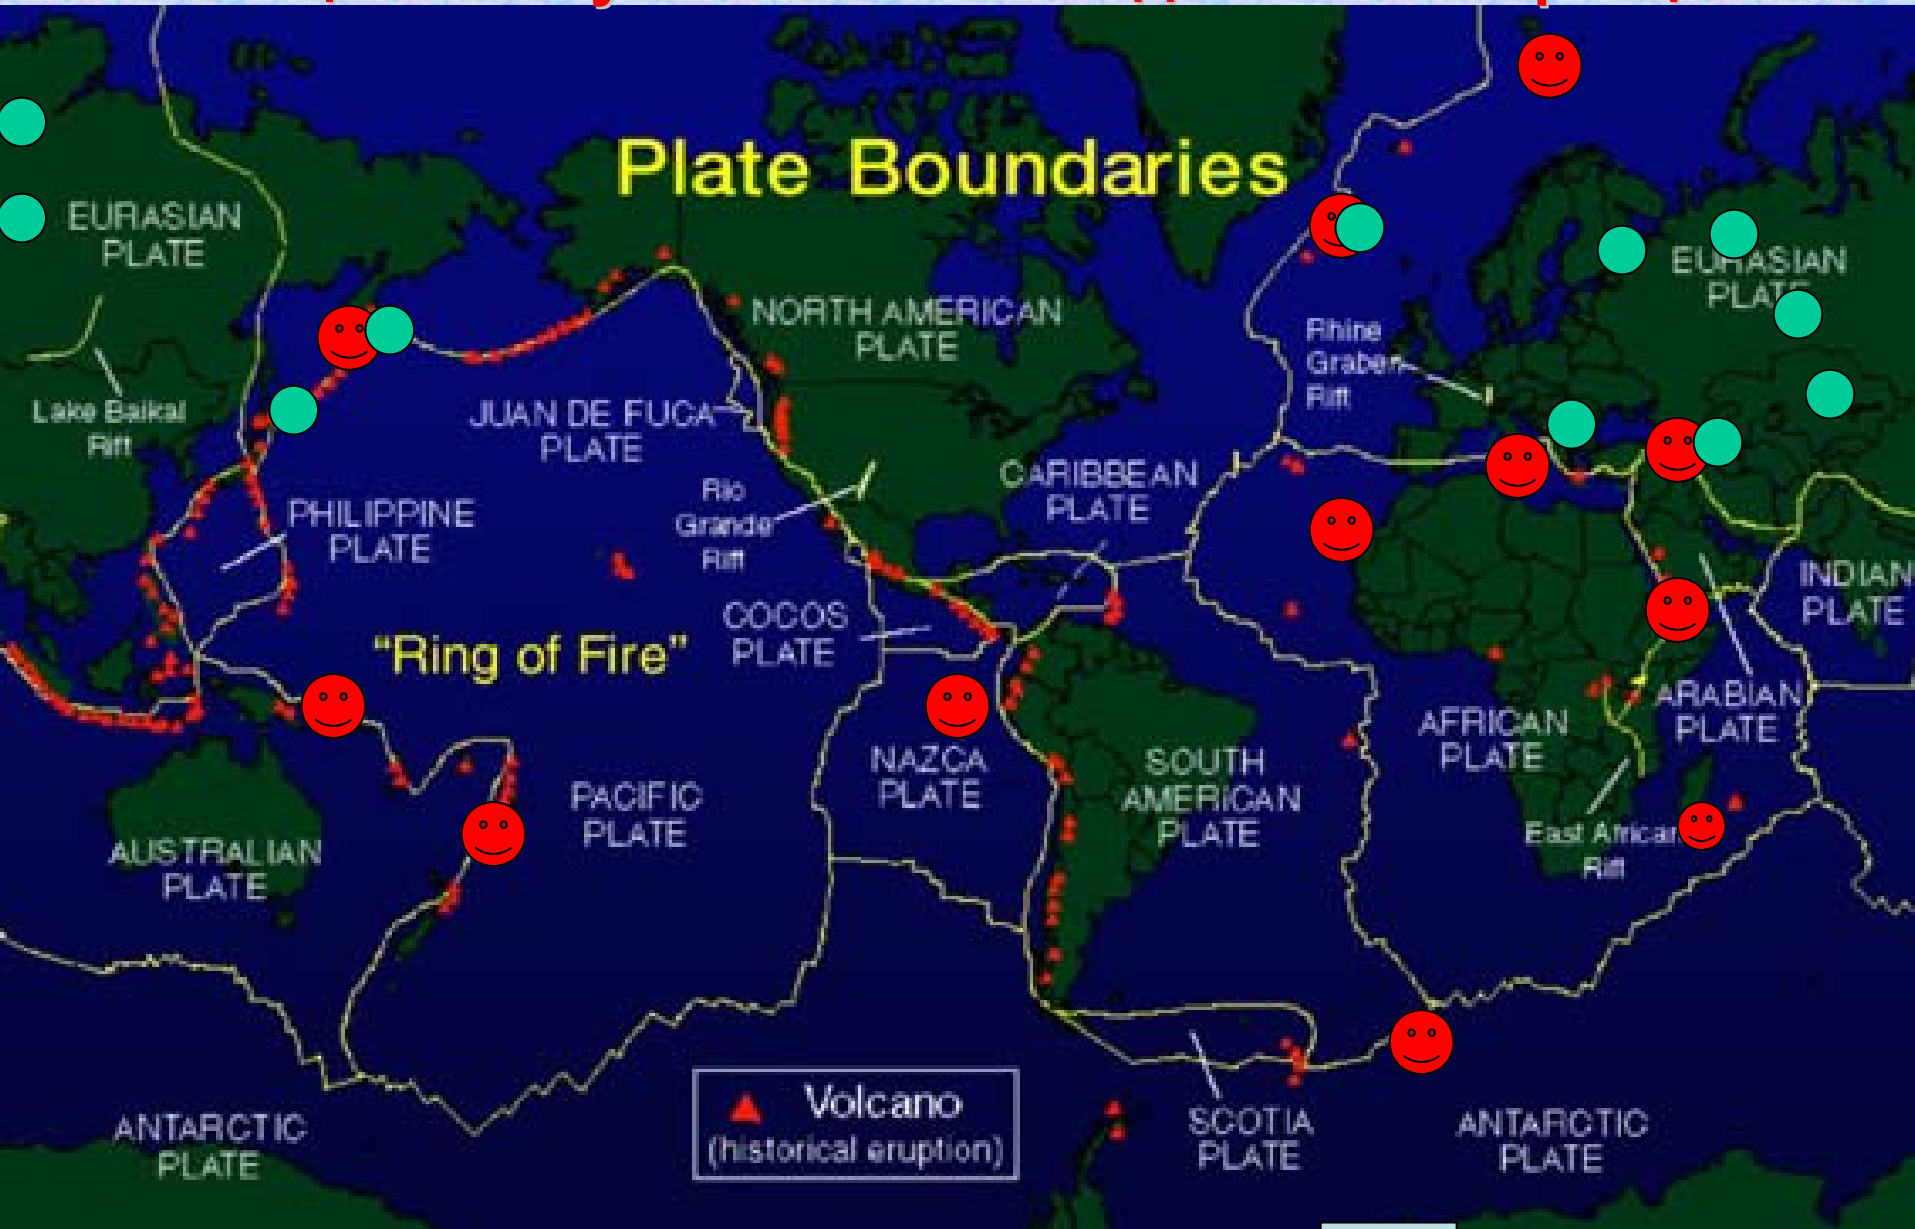 Plate Boundaries
EURASIAN
PLATE
EURASIAN
PLATE
NORTH AMERICAN
PLATE
Rhine
Graben
Rift
Lake Baikal
Rift
JUAN DE FUCA
PLATE
CARIBBEAN
PLATE
Rio
Grande
Rift
PHILIPPINE
PLATE
INDIAN
PLATE
COCOS
PLATE
"Ring of Fire"
ARABIAN
PLATE
AFRICAN
PLATE
NAZCA
PLATE
SOUTH
AMERICAN
PLATE
PACIFIC
PLATE
East African
Rift
AUSTRALIAN
PLATE
Volcano
(historical eruption)
ANTARCTIC
PLATE
SCOTIA
PLATE
ANTARCTIC
PLATE